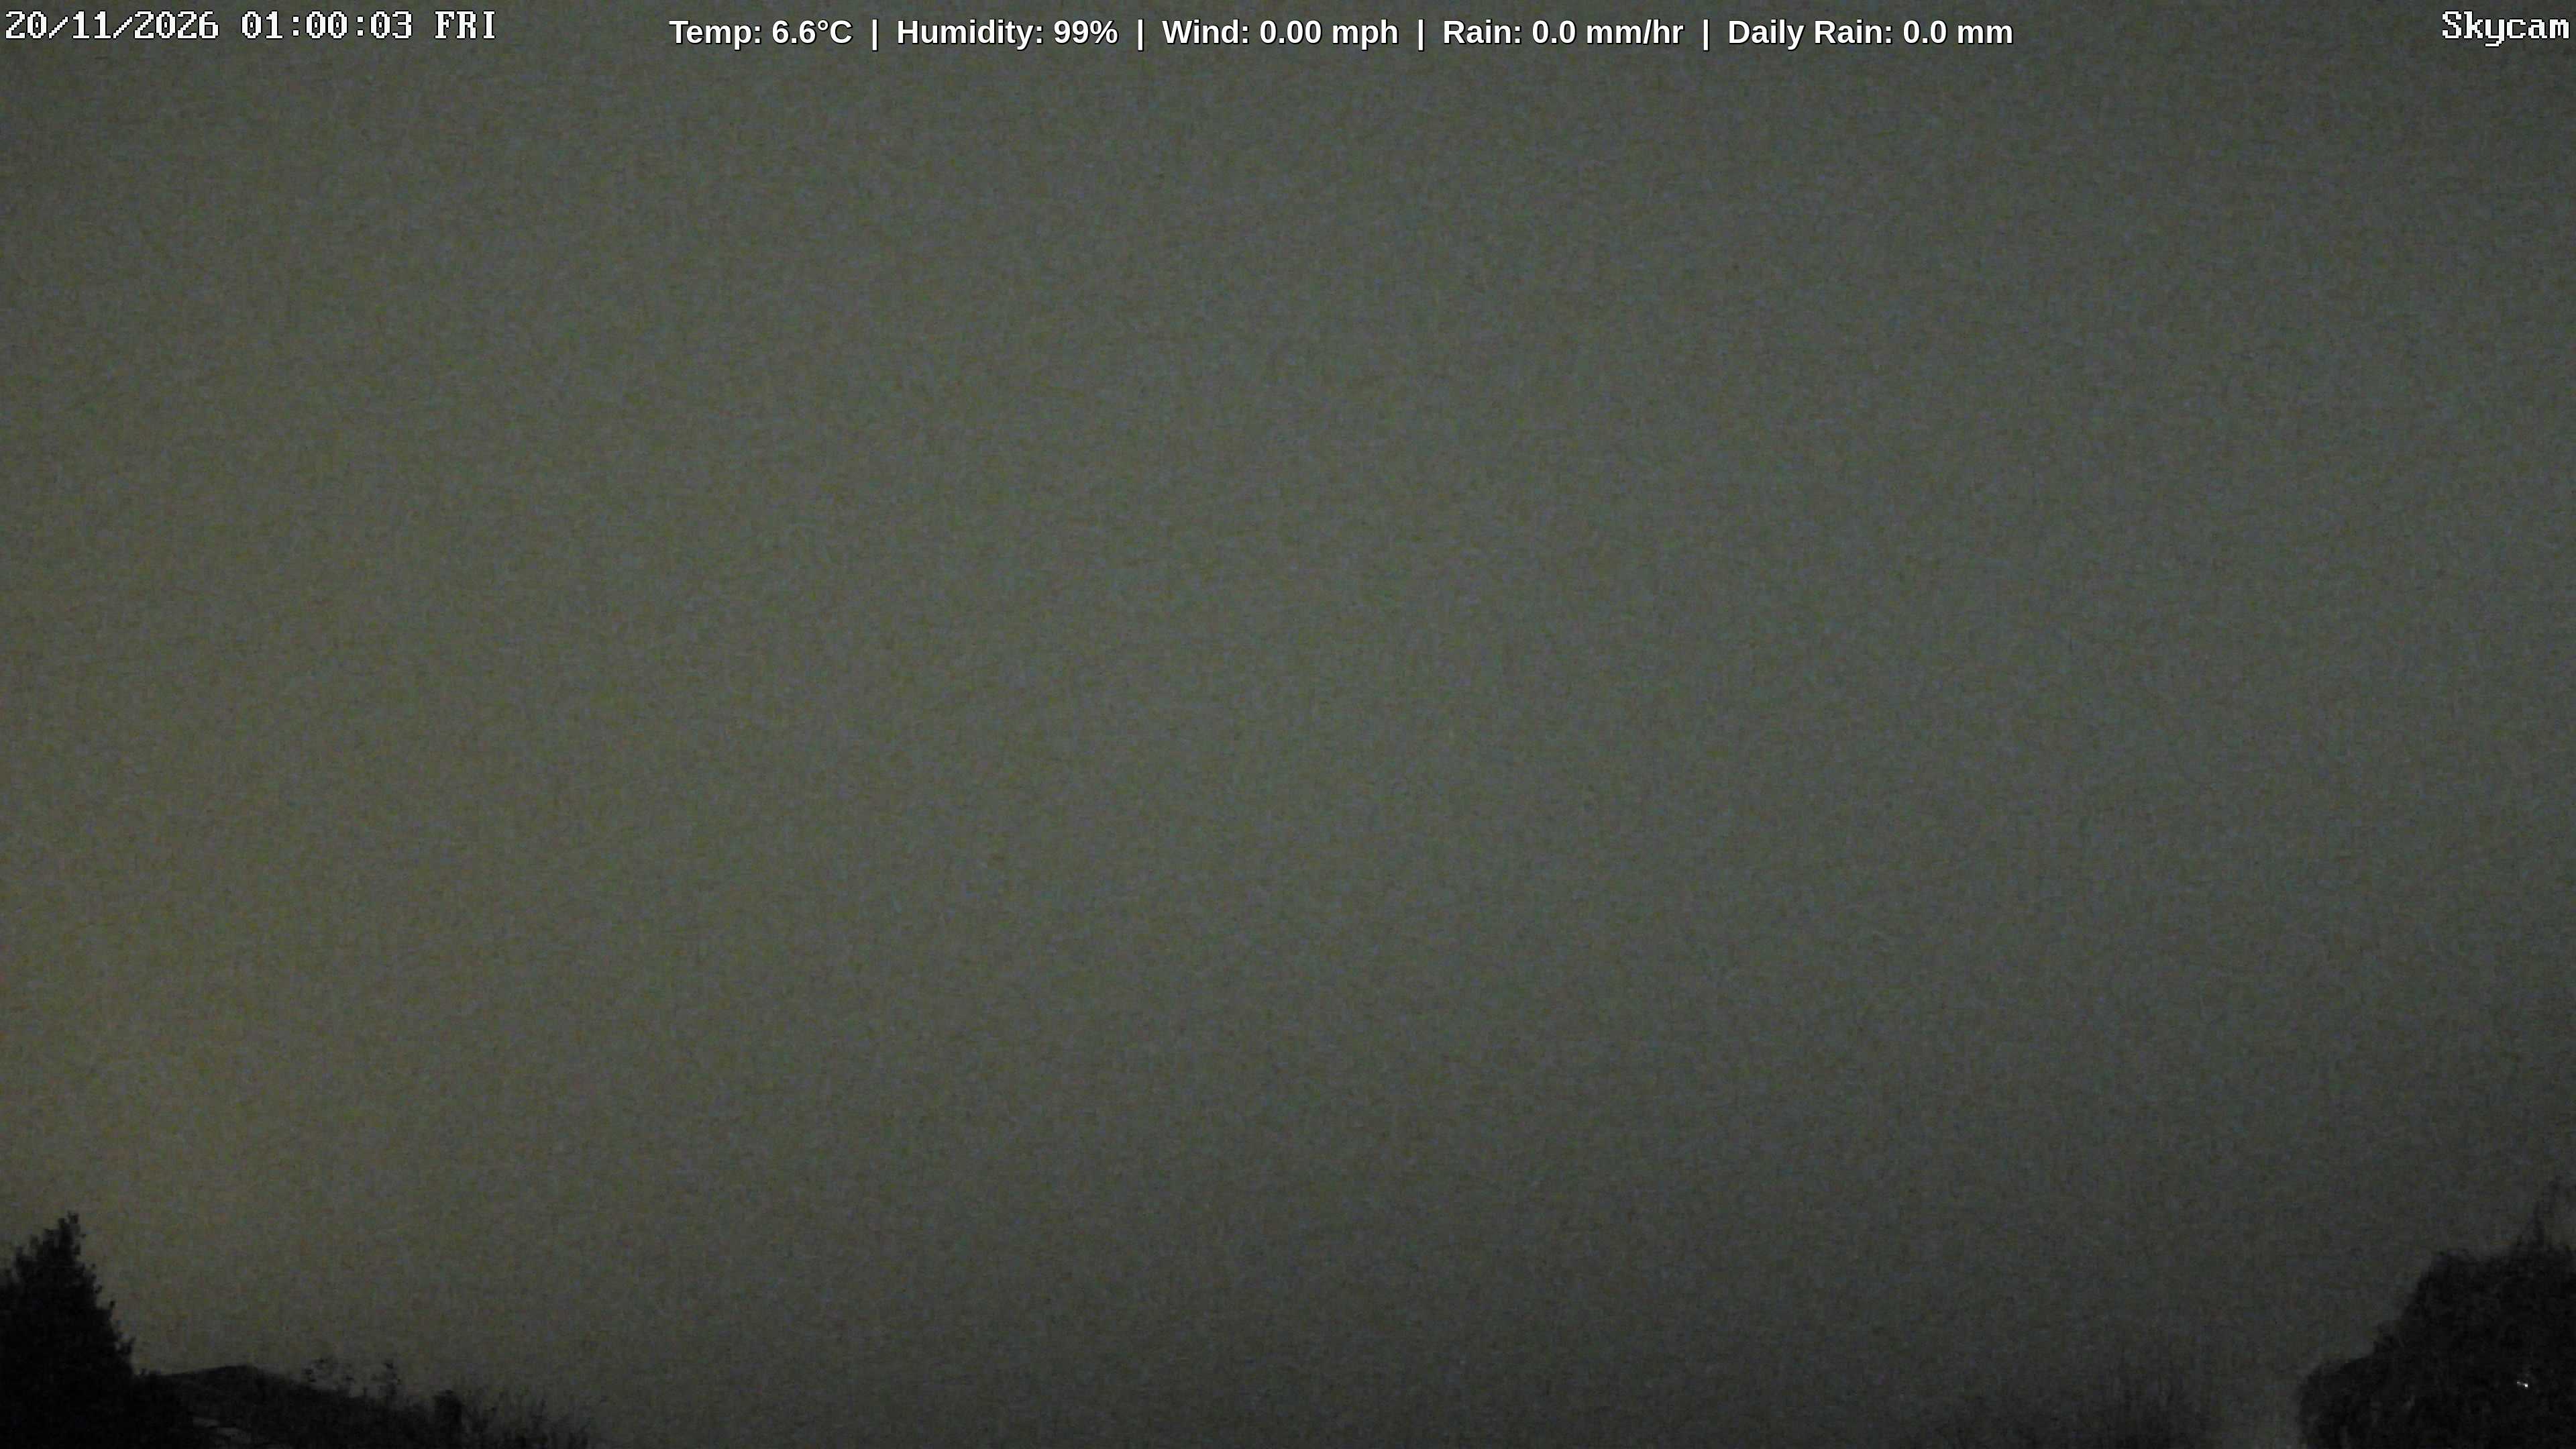 20/11/2026 01:00:03 FRI
Temp: 6.6°C | Humidity: 99% | Wind: 0.00 mph | Rain: 0.0 mm/hr | Daily Rain: 0.0 mm
Skycam